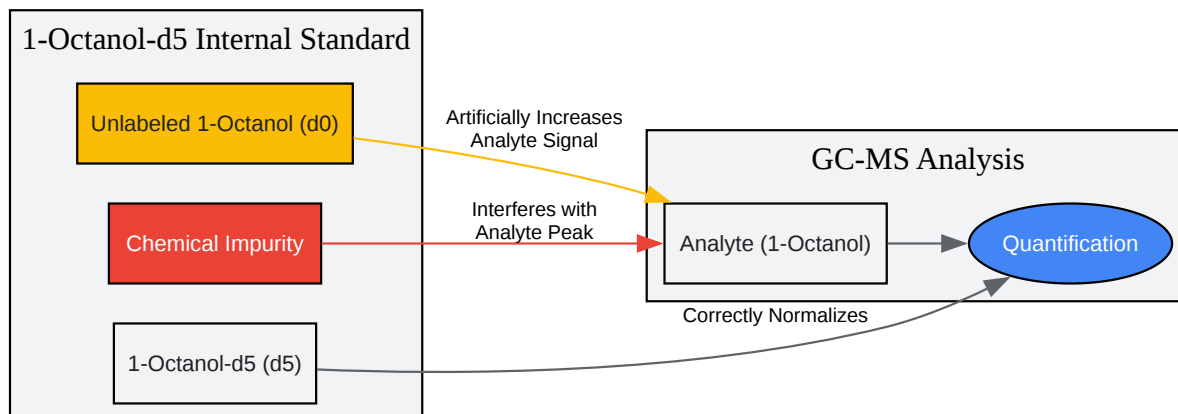 1-Octanol-d5 Internal Standard
Unlabeled 1-Octanol (d0)
Artificially Increases
Analyte Signal
GC-MS Analysis
Chemical Impurity
Interferes with
Analyte Peak
Analyte (1-Octanol)
Quantification
Correctly Normalizes
1-Octanol-d5 (d5)